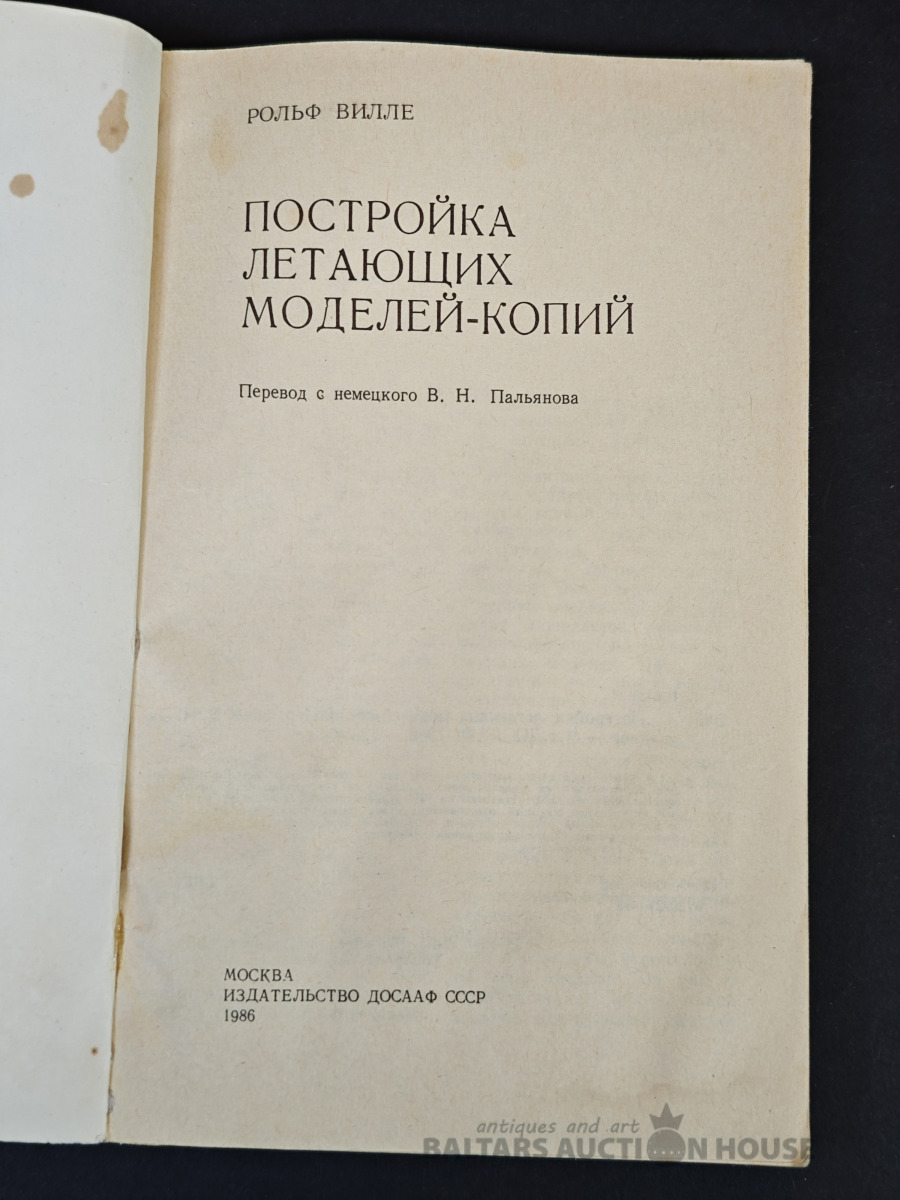 РОЛЬФ ВИЛЛЕ
ПОСТРОЙКА
ЛЕТАЮЩИХ
МОДЕЛЕЙ-КОПИЙ
Перевод с немецкого В. Н. Пальянова
МОСКВА
ИЗДАТЕЛЬСТВО ДОСААФ СССР
1986
antiques and art
BALTARS AUCTION HOUSE